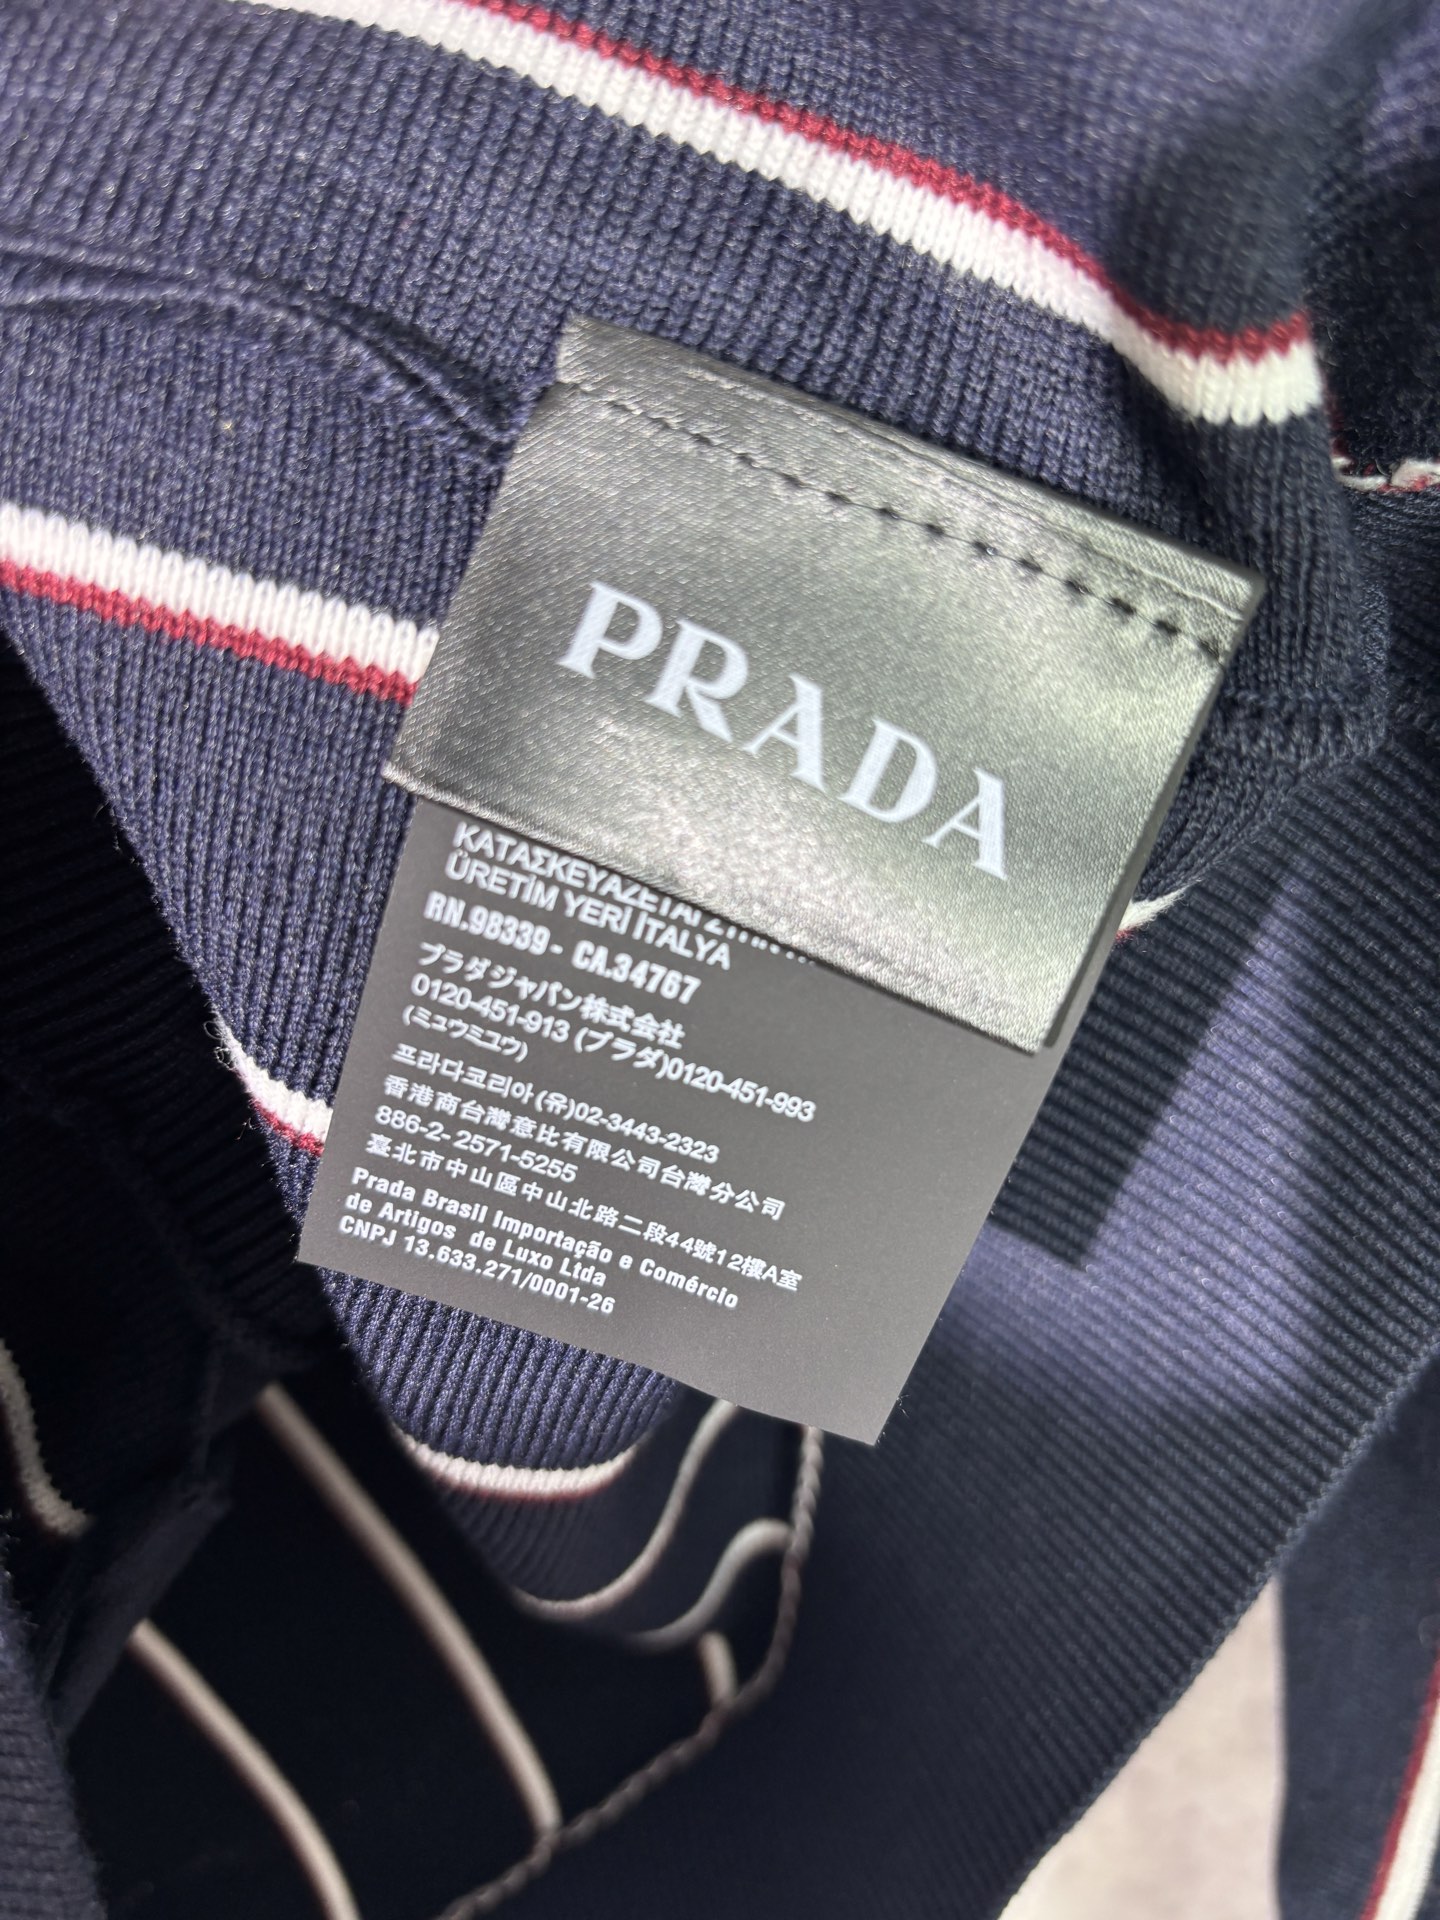 PRADA
ΚΑΤΑΣΚΕΥΑΖΕΤΑΙ
ÜRETİM YERİ İTALYA
RN.98339- CA.34767
プラダジャパン株式会社
0120-451-913 (プラダ)0120-451-993
(ミュウミュウ)
프라다코리아(유)02-3443-2323
香港商台灣意比有限公司台灣分公司
886-2-2571-5255
臺北市中山區中山北路二段44號12樓A室
Prada Brasil Importação e Comércio
de Artigos de Luxo Ltda
CNPJ 13.633.271/0001-26